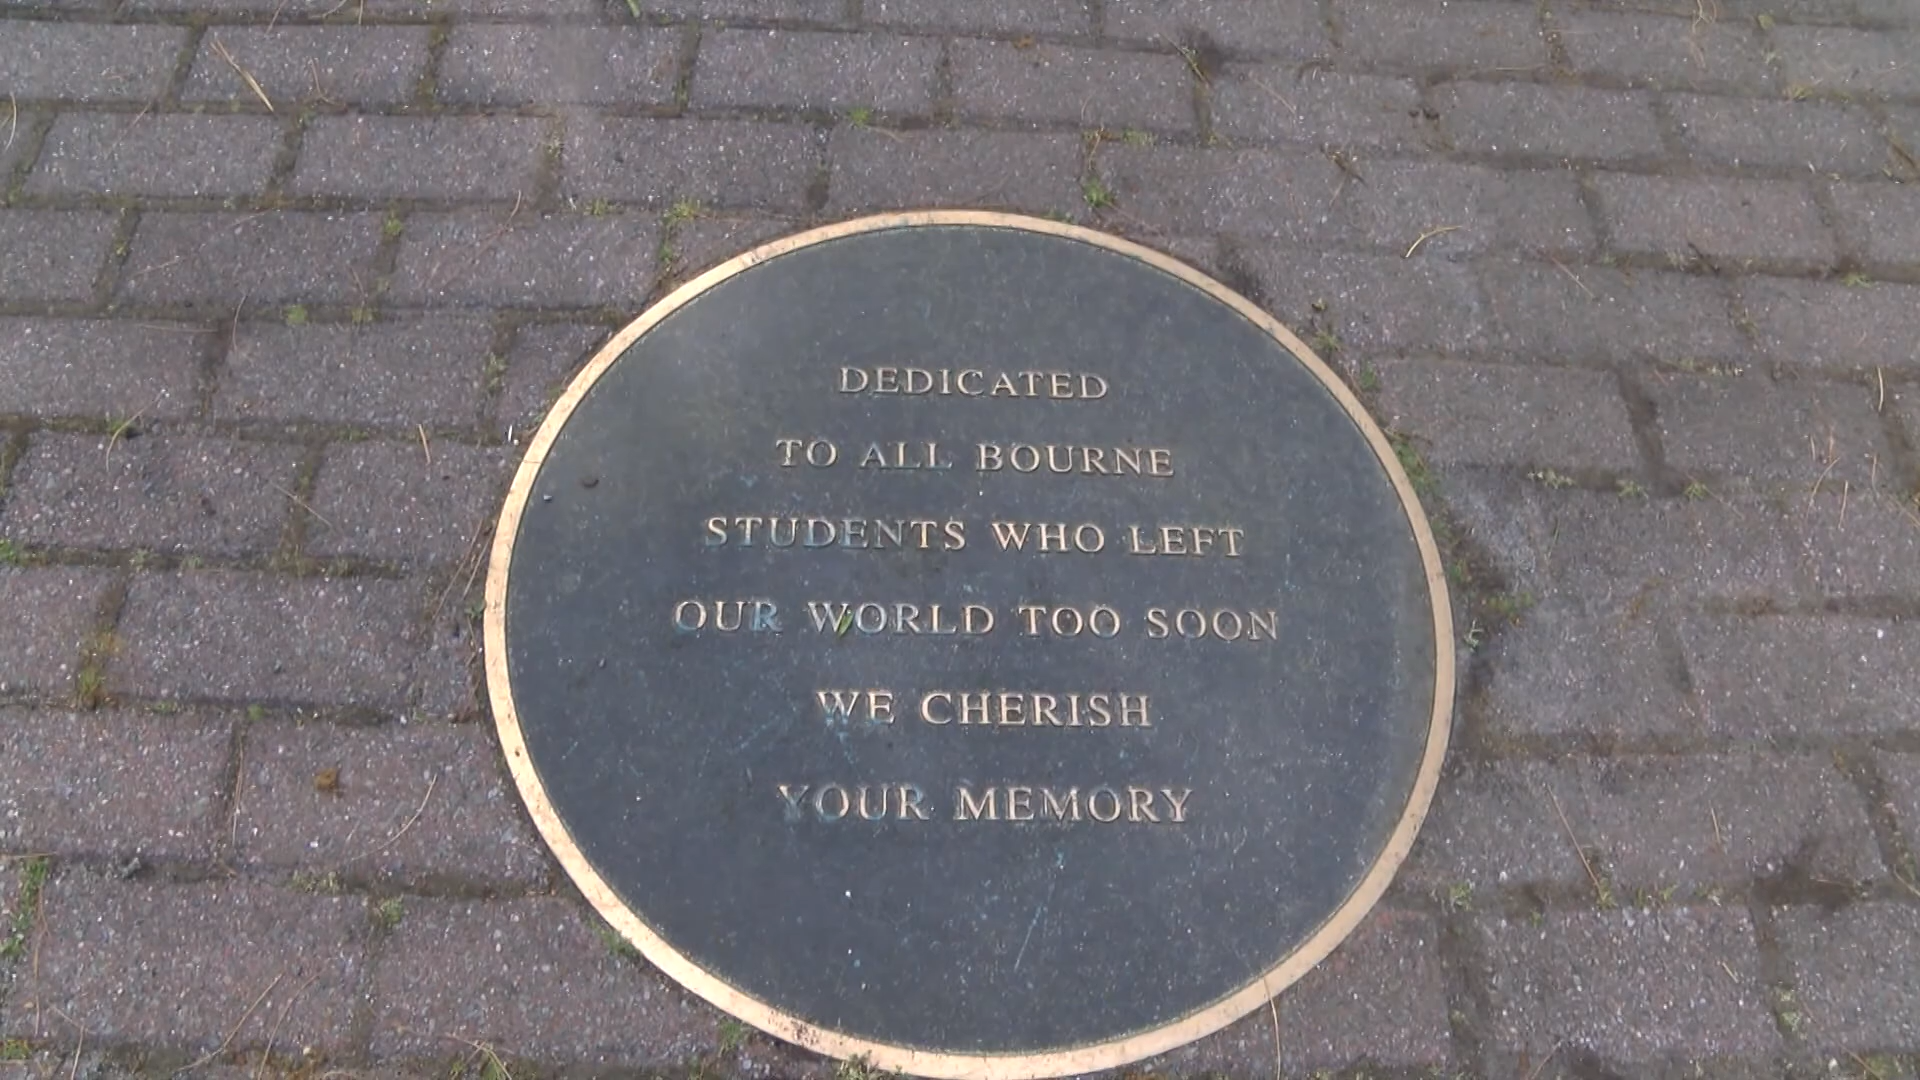 DEDICATED
TO ALL BOURNE
STUDENTS WHO LEFT
OUR WORLD TOO SOON
WE CHERISH
YOUR MEMORY